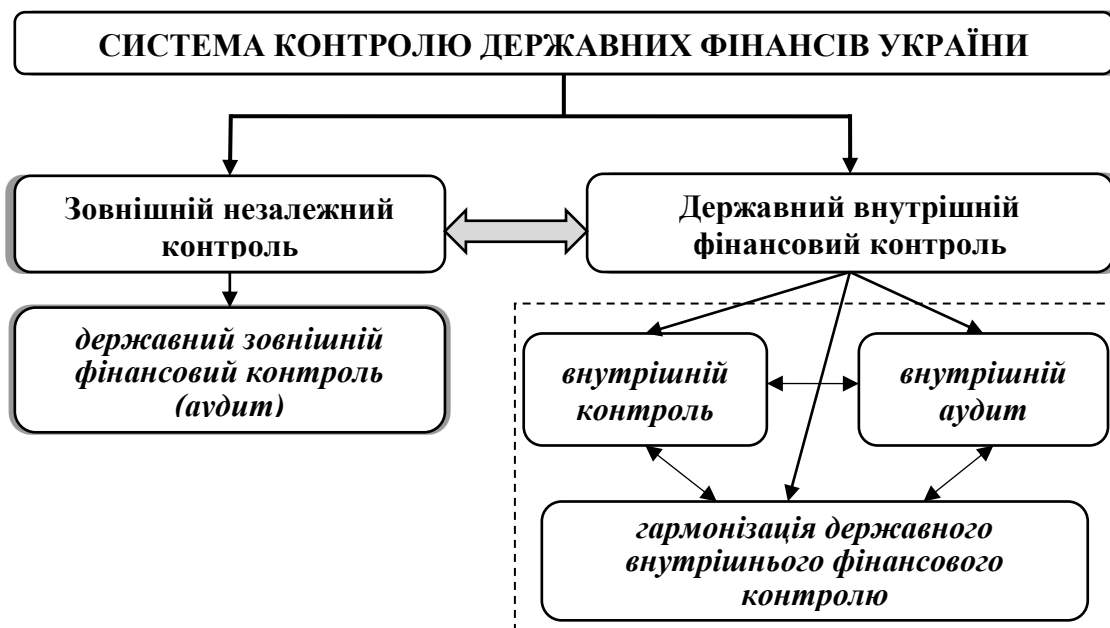 СИСТЕМА КОНТРОЛЮ ДЕРЖАВНИХ ФІНАНСІВ УКРАЇНИ
Зовнішній незалежний
контроль
Державний внутрішній
фінансовий контроль
державний зовнішній
фінансовий контроль
(аудит)
внутрішній
контроль
внутрішній
аудит
гармонізація державного
внутрішнього фінансового
контролю